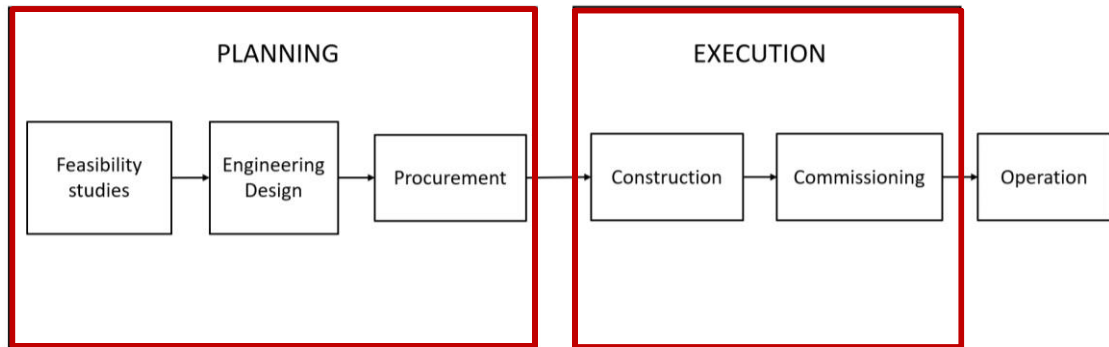 PLANNING
EXECUTION
Feasibility
studies
Engineering
Design
Procurement
Construction
Commissioning
Operation